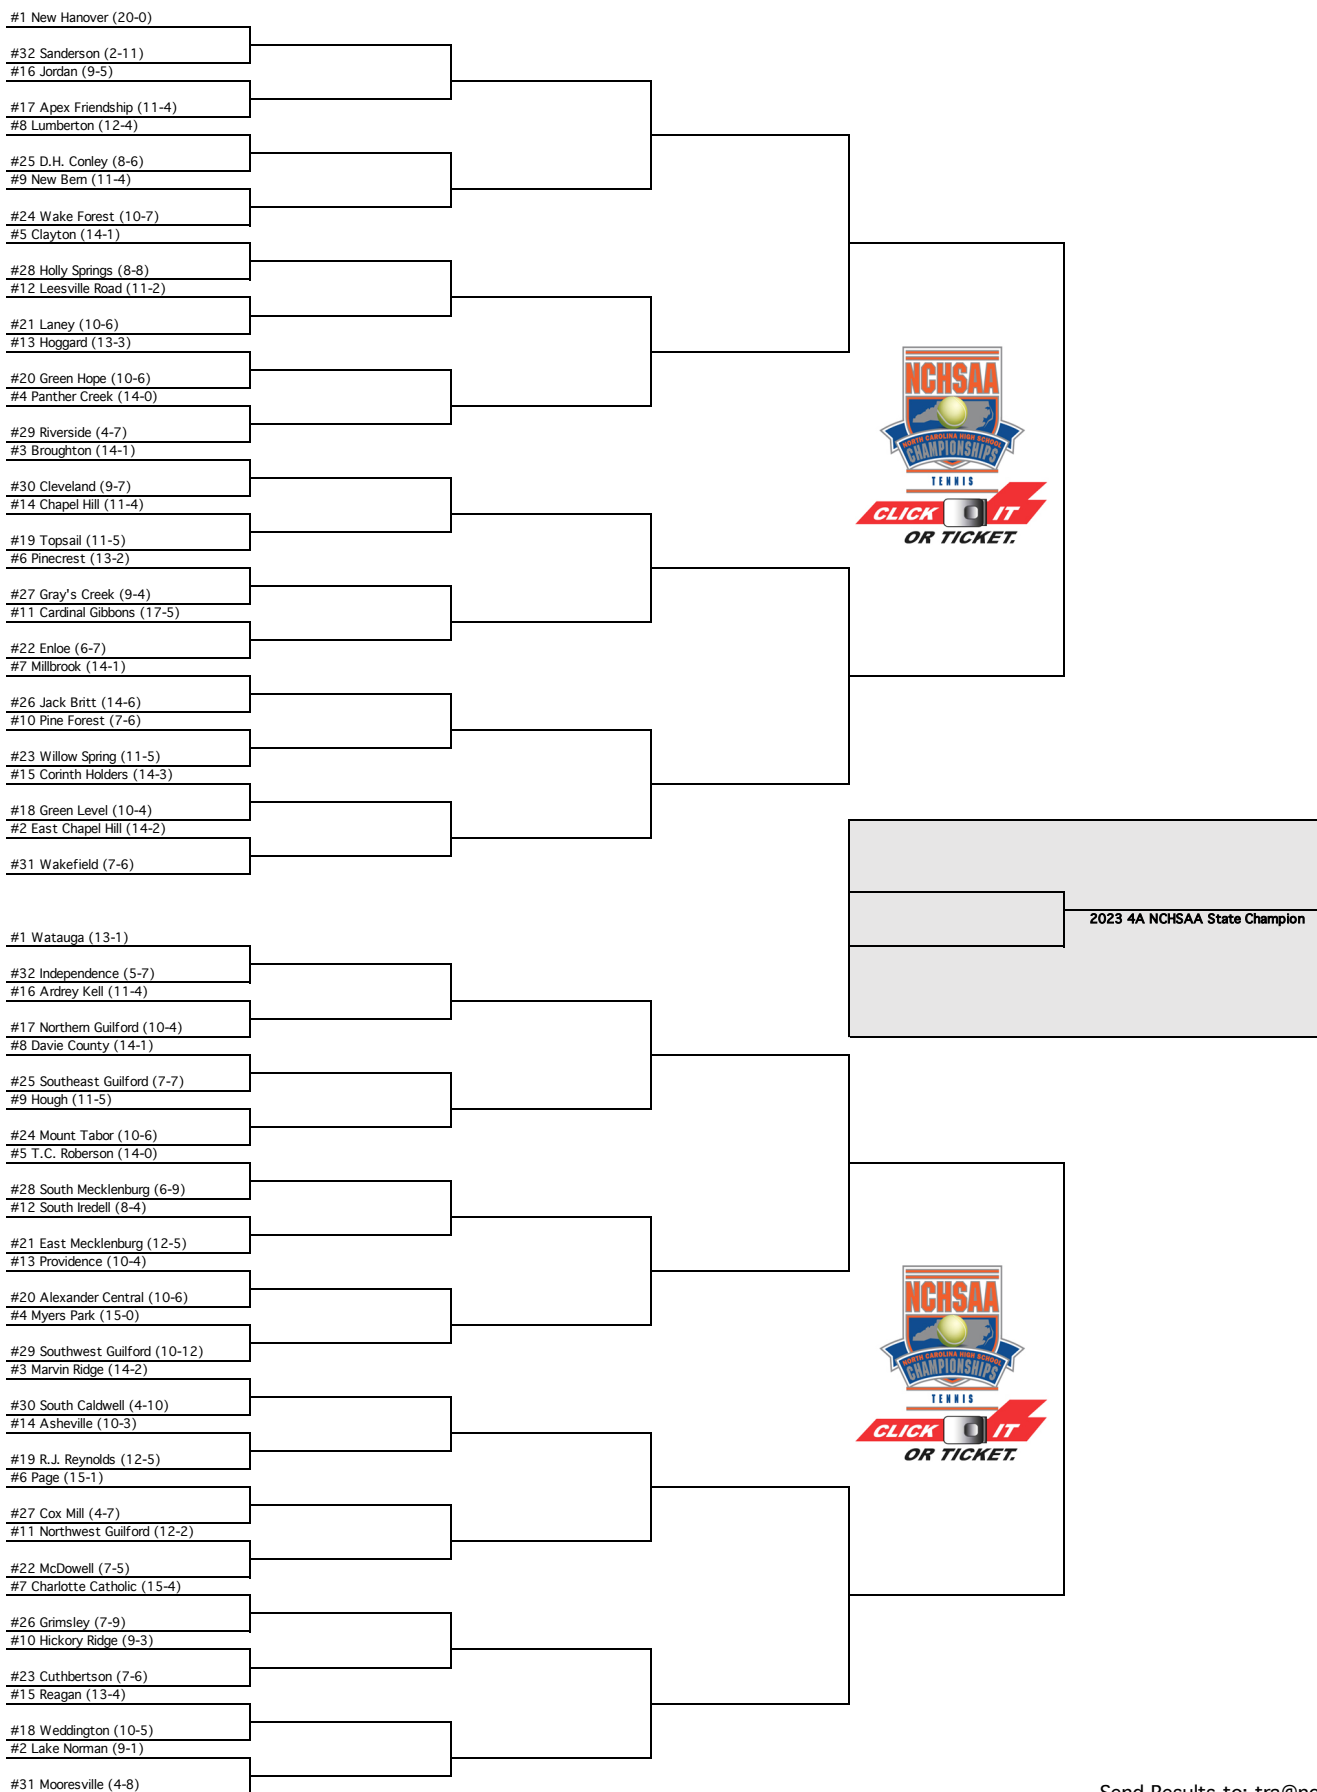 #1 New Hanover (20-0)
#32 Sanderson (2-11)
#16 Jordan (9-5)
#17 Apex Friendship (11-4)
#8 Lumberton (12-4)
#25 D.H. Conley (8-6)
#9 New Bern (11-4)
#24 Wake Forest (10-7)
#5 Clayton (14-1)
#28 Holly Springs (8-8)
#12 Leesville Road (11-2)
#21 Laney (10-6)
#13 Hoggard (13-3)
#20 Green Hope (10-6)
#4 Panther Creek (14-0)
#29 Riverside (4-7)
#3 Broughton (14-1)
#30 Cleveland (9-7)
#14 Chapel Hill (11-4)
#19 Topsail (11-5)
#6 Pinecrest (13-2)
#27 Gray's Creek (9-4)
#11 Cardinal Gibbons (17-5)
#22 Enloe (6-7)
#7 Millbrook (14-1)
#26 Jack Britt (14-6)
#10 Pine Forest (7-6)
#23 Willow Spring (11-5)
#15 Corinth Holders (14-3)
#18 Green Level (10-4)
#2 East Chapel Hill (14-2)
#31 Wakefield (7-6)
NCHSAA
NORTH CAROLINA HIGH SCHOOL
CHAMPIONSHIPS
TENNIS
CLICK IT
OR TICKET.
2023 4A NCHSAA State Champion
#1 Watauga (13-1)
#32 Independence (5-7)
#16 Ardrey Kell (11-4)
#17 Northern Guilford (10-4)
#8 Davie County (14-1)
#25 Southeast Guilford (7-7)
#9 Hough (11-5)
#24 Mount Tabor (10-6)
#5 T.C. Roberson (14-0)
#28 South Mecklenburg (6-9)
#12 South Iredell (8-4)
#21 East Mecklenburg (12-5)
#13 Providence (10-4)
#20 Alexander Central (10-6)
#4 Myers Park (15-0)
#29 Southwest Guilford (10-12)
#3 Marvin Ridge (14-2)
#30 South Caldwell (4-10)
#14 Asheville (10-3)
#19 R.J. Reynolds (12-5)
#6 Page (15-1)
#27 Cox Mill (4-7)
#11 Northwest Guilford (12-2)
#22 McDowell (7-5)
#7 Charlotte Catholic (15-4)
#26 Grimsley (7-9)
#10 Hickory Ridge (9-3)
#23 Cuthbertson (7-6)
#15 Reagan (13-4)
#18 Weddington (10-5)
#2 Lake Norman (9-1)
#31 Mooresville (4-8)
NCHSAA
NORTH CAROLINA HIGH SCHOOL
CHAMPIONSHIPS
TENNIS
CLICK IT
OR TICKET.
Send Results to: tra@nc